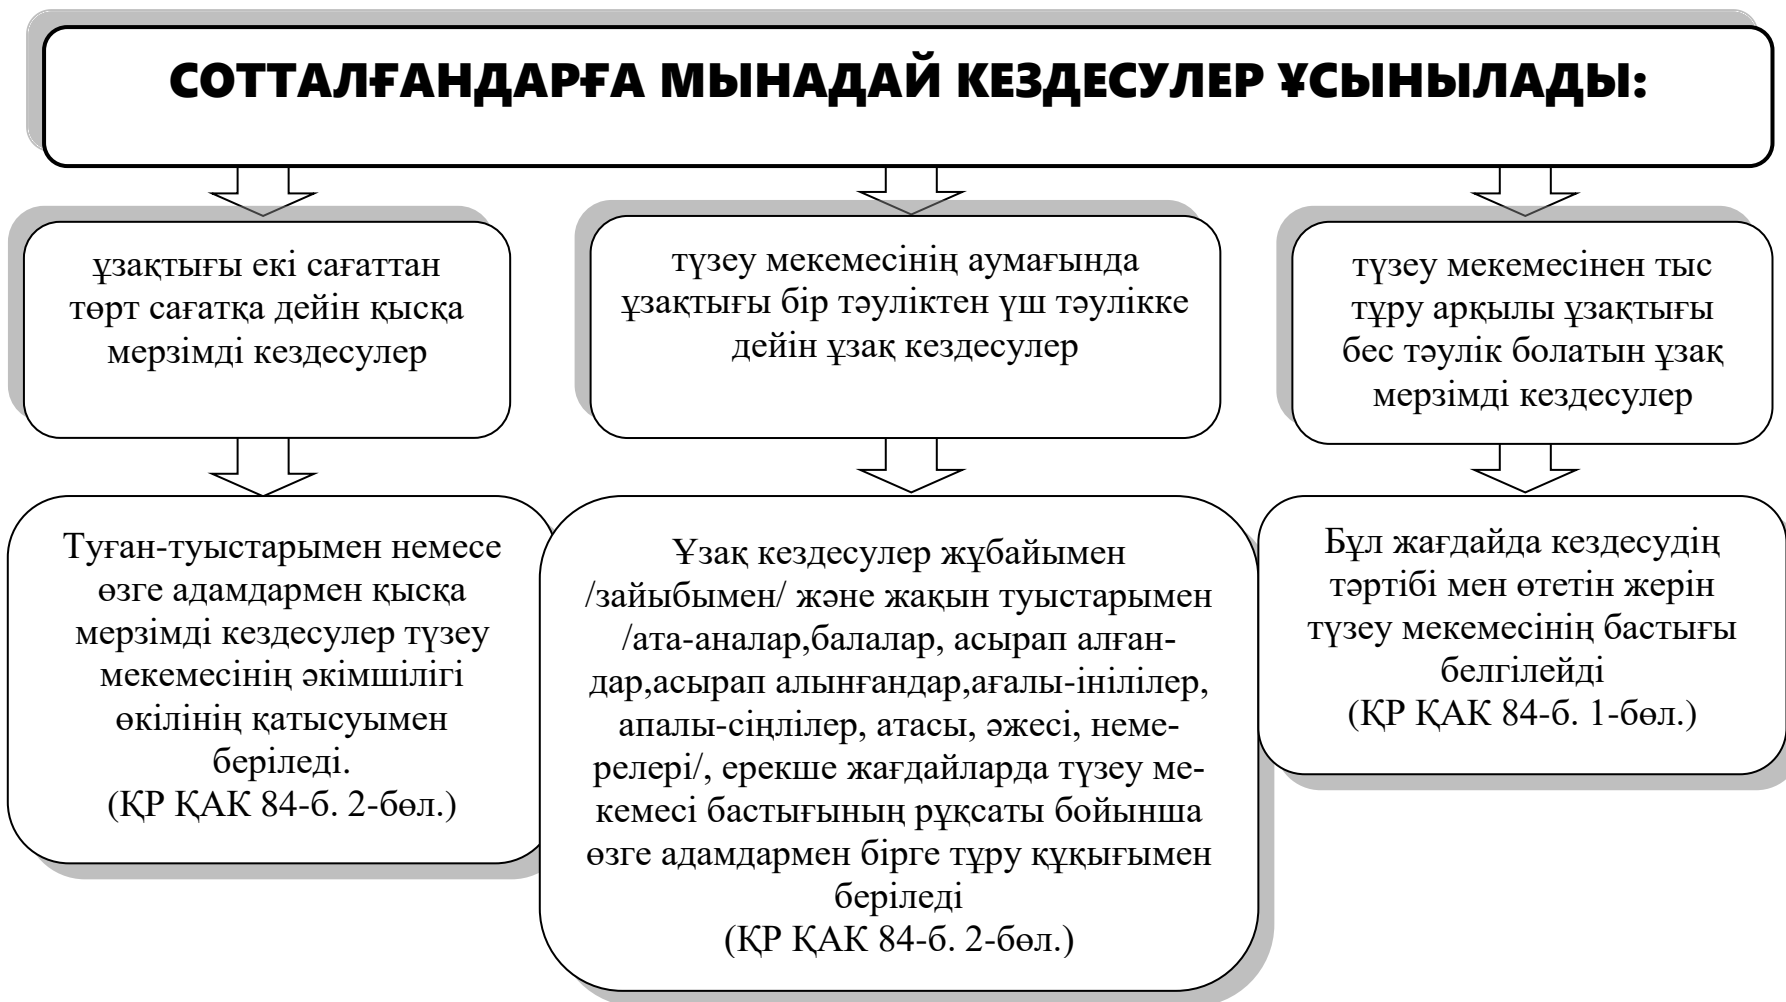 СОТТАЛҒАНДАРҒА МЫНАДАЙ КЕЗДЕСУЛЕР ҰСЫНЫЛАДЫ:
ұзақтығы екі сағаттан
төрт сағатқа дейін қысқа
мерзімді кездесулер
түзеу мекемесінің аумағында
ұзақтығы бір тәуліктен үш тәулікке
дейін ұзақ кездесулер
түзеу мекемесінен тыс
тұру арқылы ұзақтығы
бес тәулік болатын ұзақ
мерзімді кездесулер
Туған-туыстарымен немесе
өзге адамдармен қысқа
мерзімді кездесулер түзеу
мекемесінің әкімшілігі
өкілінің қатысуымен
беріледі.
(ҚР ҚАК 84-б. 2-бөл.)
Ұзақ кездесулер жұбайымен
/зайыбымен/ және жақын туыстарымен
/ата-аналар,балалар, асырап алған-
дар,асырап алынғандар,ағалы-інілілер,
апалы-сіңлілер, атасы, әжесі, неме-
релері/, ерекше жағдайларда түзеу ме-
кемесі бастығының рұқсаты бойынша
өзге адамдармен бірге тұру құқығымен
беріледі
(ҚР ҚАК 84-б. 2-бөл.)
Бұл жағдайда кездесудің
тәртібі мен өтетін жерін
түзеу мекемесінің бастығы
белгілейді
(ҚР ҚАК 84-б. 1-бөл.)